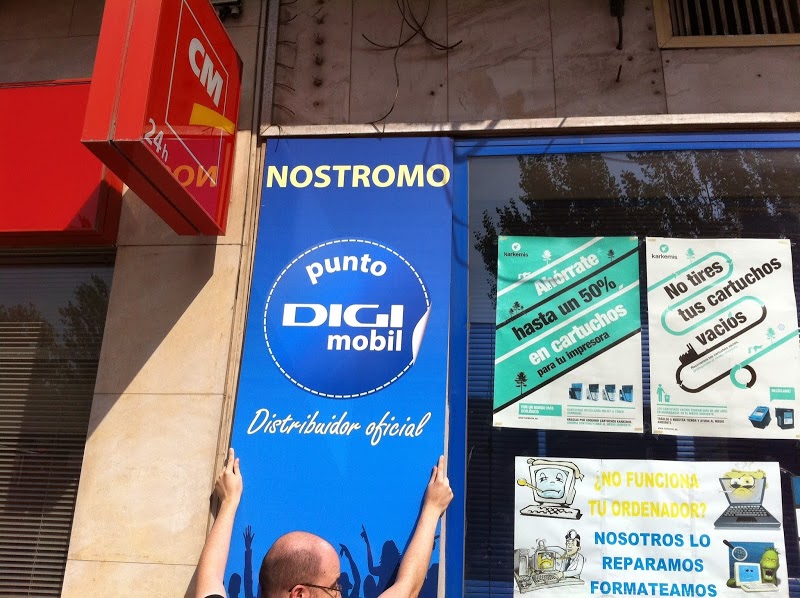 CM
24h
NON
NOSTROMO
punto
DIGI
mobil
Distribuidor oficial
karkemis
Ahórrate
hasta un 50%
en cartuchos
para tu impresora
karkemis
No tires
tus cartuchos
vacíos
¿NO FUNCIONA
TU ORDENADOR?
NOSOTROS LO
REPARAMOS
FORMATEAMOS